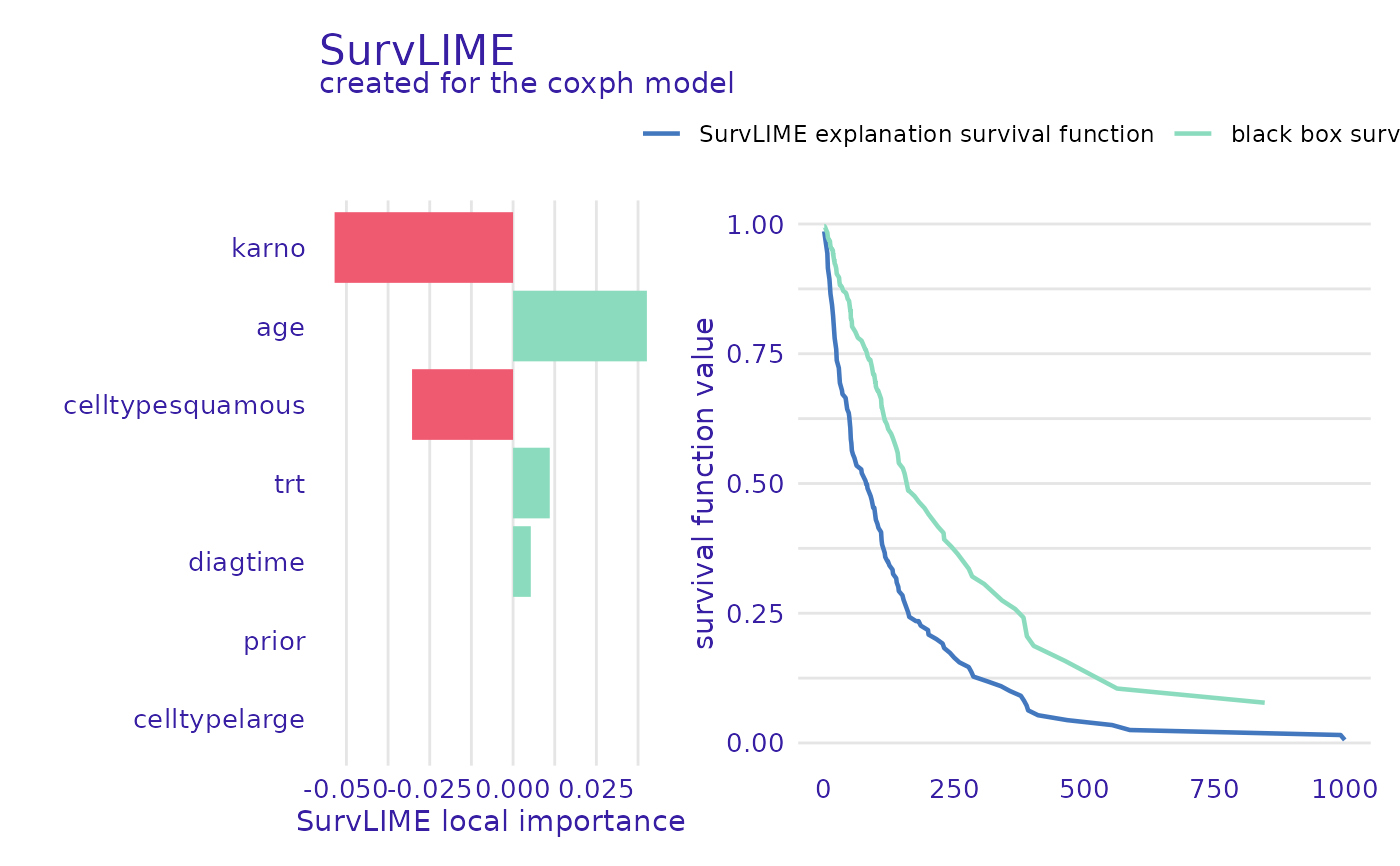 SurvLIME
created for the coxph model
SurvLIME explanation survival function
black box surv
karno
age
celltypesquamous
trt
diagtime
prior
celltypelarge
-0.050 -0.025 0.000 0.025
SurvLIME local importance
survival function value
1.00
0.75
0.50
0.25
0.00
0 250 500 750 1000